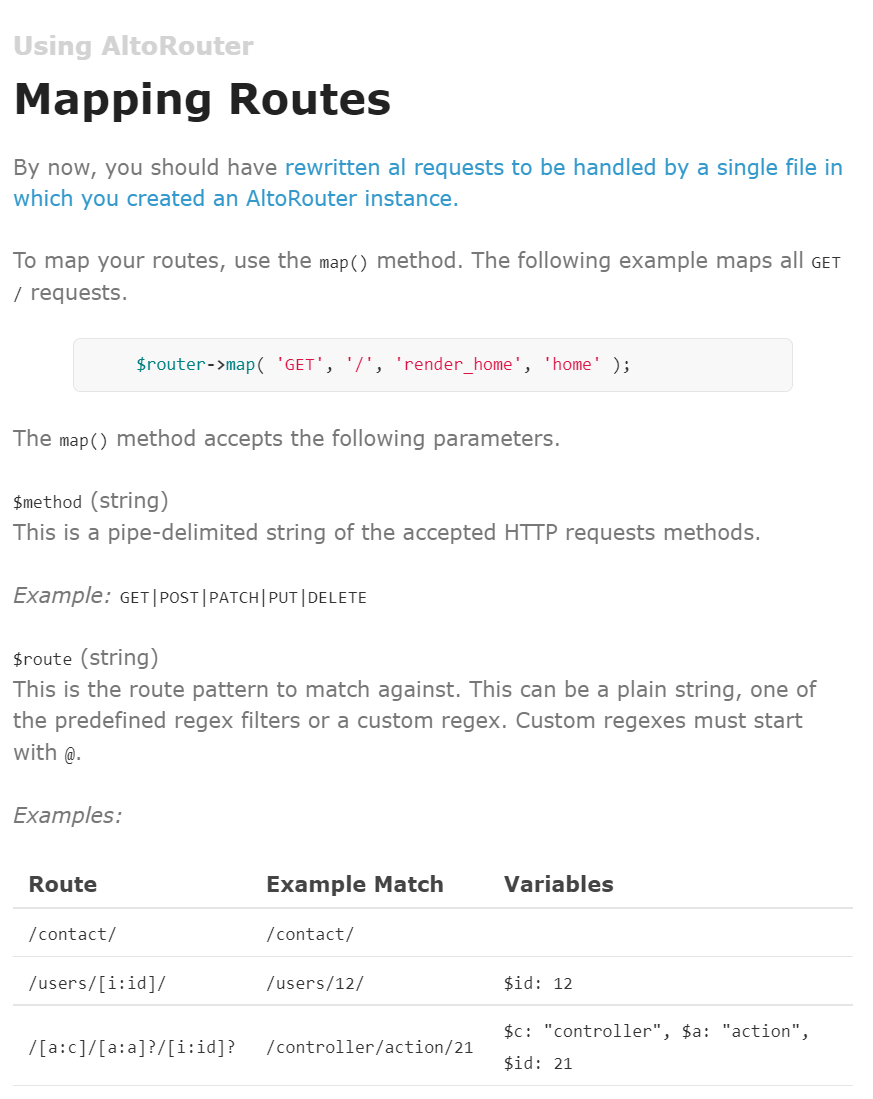 Using AltoRouter
Mapping Routes
By now, you should have rewritten al requests to be handled by a single file in
which you created an AltoRouter instance.
To map your routes, use the map() method. The following example maps all GET
/ requests.
$router->map( 'GET', '/', 'render_home', 'home' );
The map() method accepts the following parameters.
$method (string)
This is a pipe-delimited string of the accepted HTTP requests methods.
Example: GET|POST|PATCH|PUT|DELETE
$route (string)
This is the route pattern to match against. This can be a plain string, one of
the predefined regex filters or a custom regex. Custom regexes must start
with @.
Examples:
Route Example Match Variables
/contact/ /contact/
/users/[i:id]/ /users/12/ $id: 12
/[a:c]/[a:a]?/[i:id]? /controller/action/21 $c: "controller", $a: "action",
$id: 21